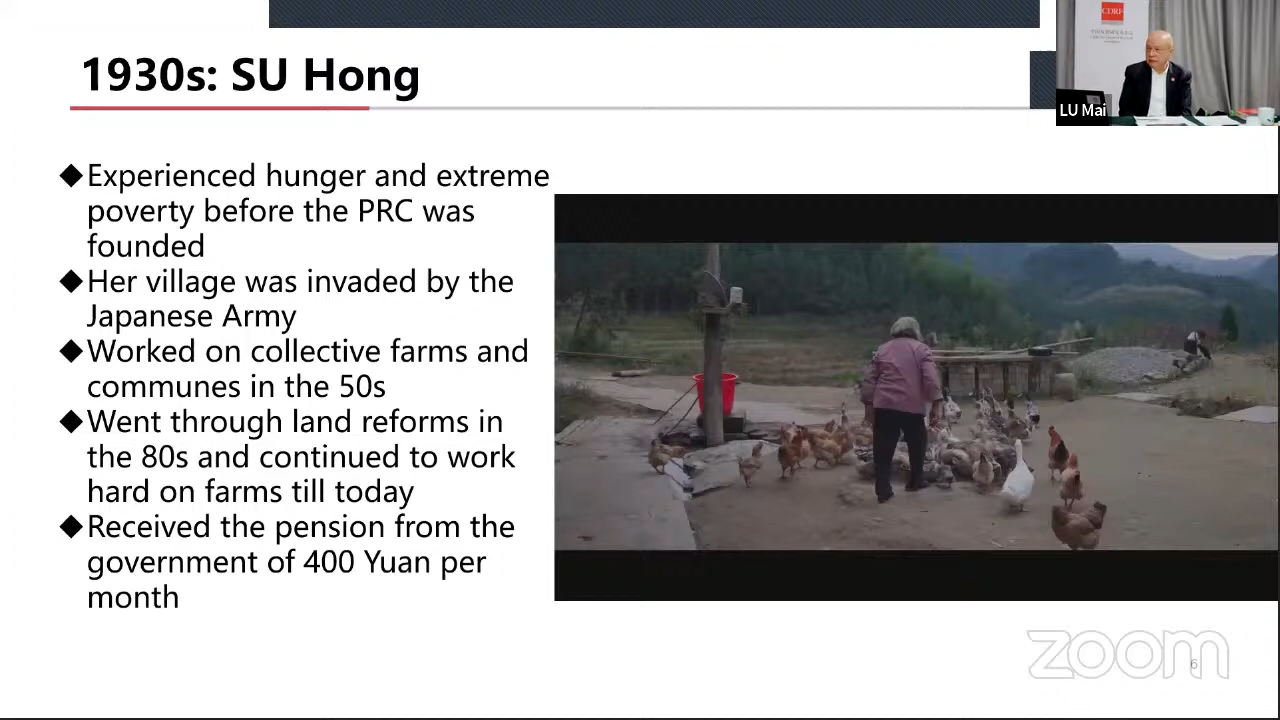 1930s: SU Hong
CDRF
LU Mai
◆Experienced hunger and extreme
poverty before the PRC was
founded
◆Her village was invaded by the
Japanese Army
◆Worked on collective farms and
communes in the 50s
◆Went through land reforms in
the 80s and continued to work
hard on farms till today
◆Received the pension from the
government of 400 Yuan per
month
zoom
6